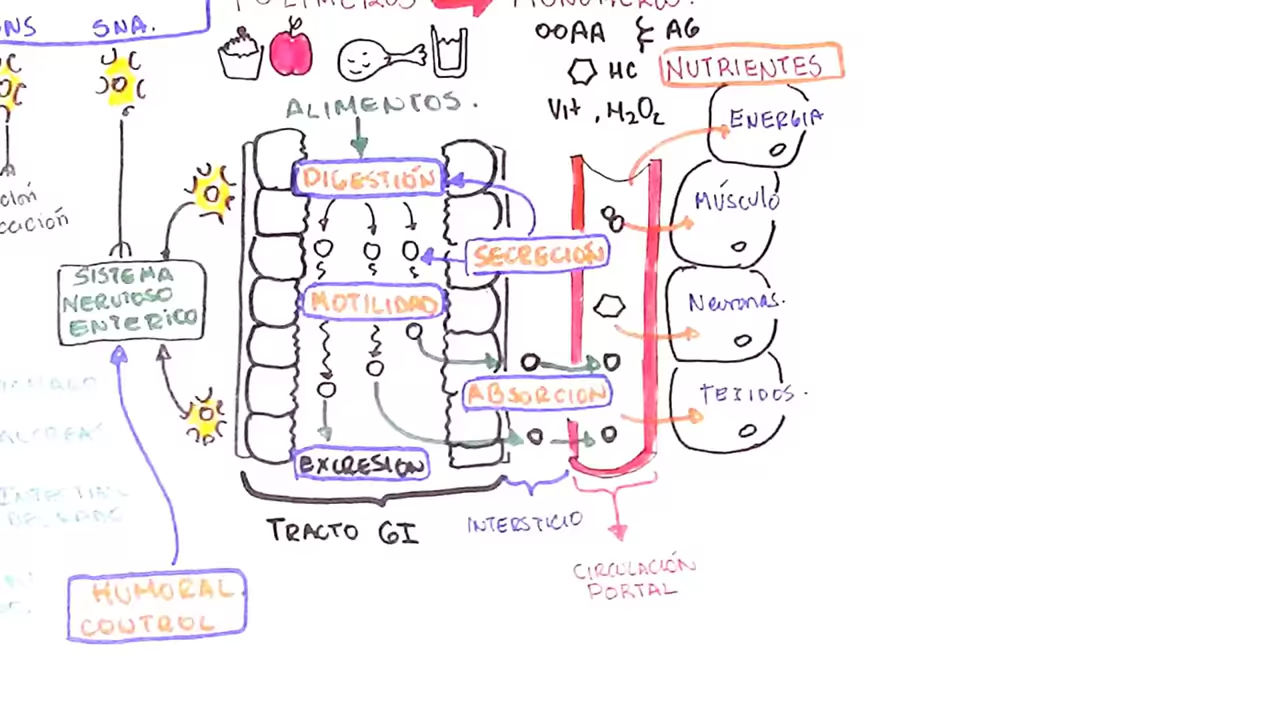 SNA.
OOAA { AG
HC
NUTRIENTES
Vit, H2O2
ENERGIA
ALIMENTOS.
DIGESTIÓN
MÚSCULO
SECRECIÓN
SISTEMA
NERVIOSO
ENTERICO
MOTILIDAD
Neuronas.
ABSORCION
TEJIDOS.
EXCRESION
TRACTO GI
INTERSTICIO
CIRCULACIÓN
PORTAL
HUMORAL
CONTROL